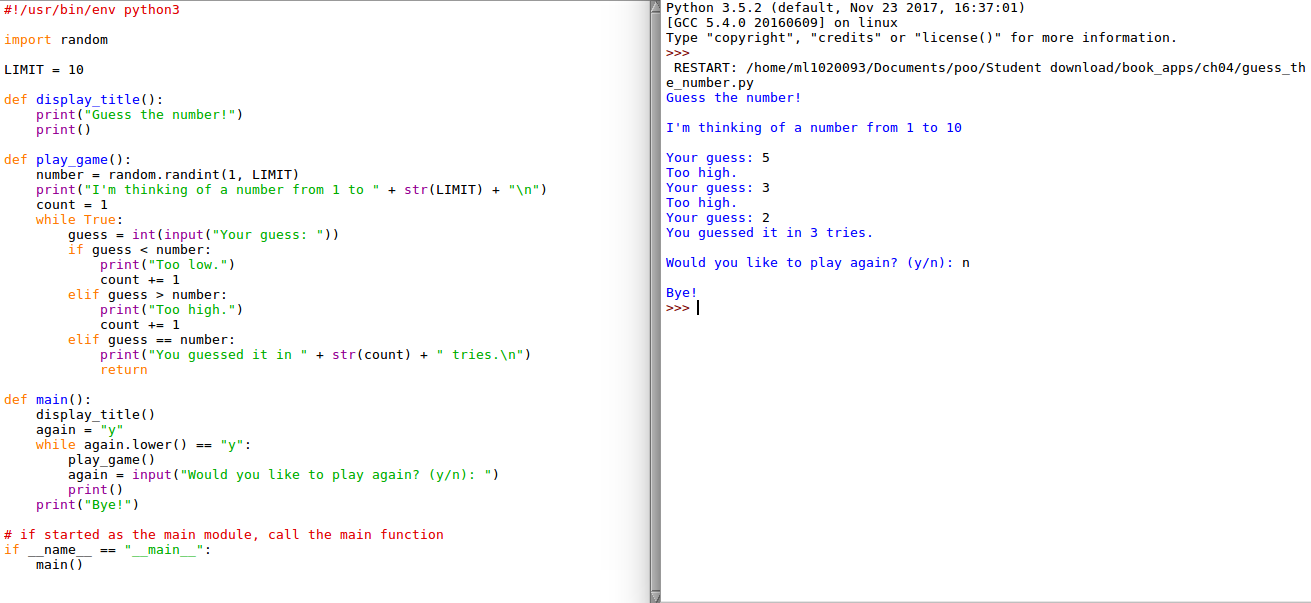 #!/usr/bin/env python3

import random

LIMIT = 10

def display_title():
    print("Guess the number!")
    print()

def play_game():
    number = random.randint(1, LIMIT)
    print("I'm thinking of a number from 1 to " + str(LIMIT) + "\n")
    count = 1
    while True:
        guess = int(input("Your guess: "))
        if guess < number:
            print("Too low.")
            count += 1
        elif guess > number:
            print("Too high.")
            count += 1
        elif guess == number:
            print("You guessed it in " + str(count) + " tries.\n")
            return

def main():
    display_title()
    again = "y"
    while again.lower() == "y":
        play_game()
        again = input("Would you like to play again? (y/n): ")
        print()
    print("Bye!")

# if started as the main module, call the main function
if __name__ == "__main__":
    main()

Python 3.5.2 (default, Nov 23 2017, 16:37:01)
[GCC 5.4.0 20160609] on linux
Type "copyright", "credits" or "license()" for more information.
>>>
 RESTART: /home/ml1020093/Documents/poo/Student download/book_apps/ch04/guess_th
e_number.py
Guess the number!

I'm thinking of a number from 1 to 10

Your guess: 5
Too high.
Your guess: 3
Too high.
Your guess: 2
You guessed it in 3 tries.

Would you like to play again? (y/n): n

Bye!
>>>